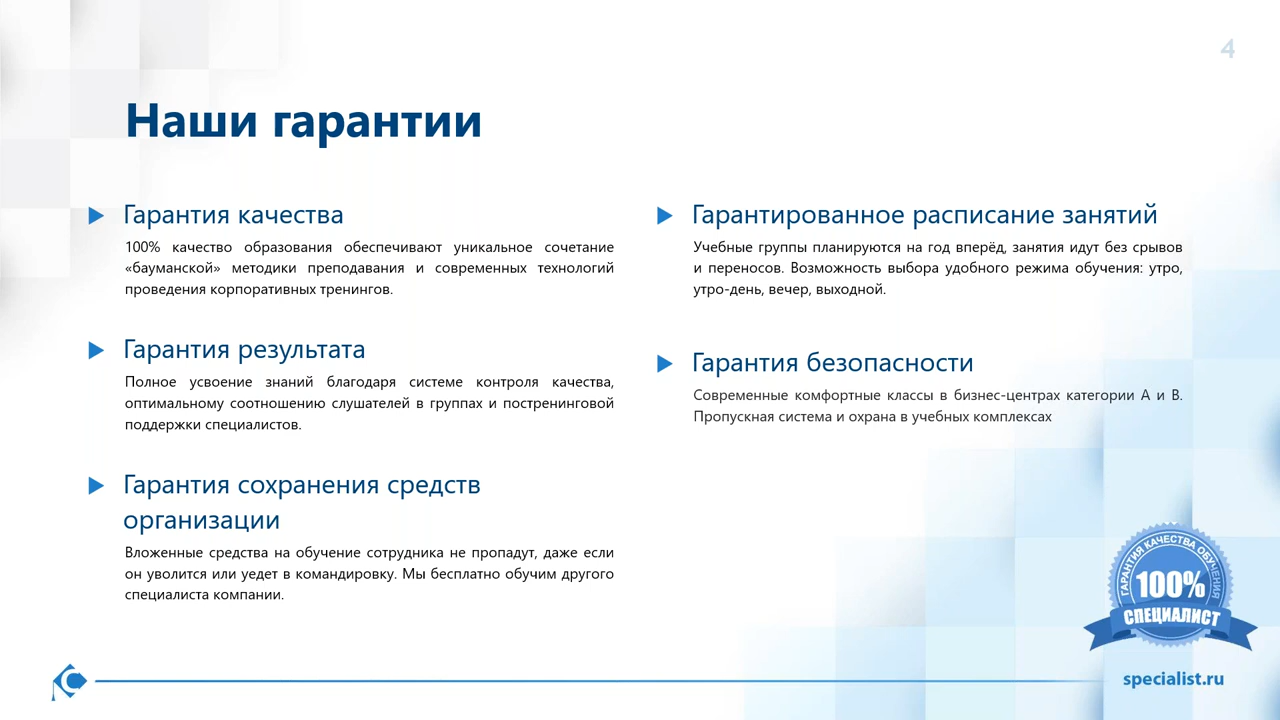 4
Наши гарантии
Гарантия качества
100% качество образования обеспечивают уникальное сочетание
«бауманской» методики преподавания и современных технологий
проведения корпоративных тренингов.
Гарантия результата
Полное усвоение знаний благодаря системе контроля качества,
оптимальному соотношению слушателей в группах и постренинговой
поддержки специалистов.
Гарантия сохранения средств
организации
Вложенные средства на обучение сотрудника не пропадут, даже если
он уволится или уедет в командировку. Мы бесплатно обучим другого
специалиста компании.
Гарантированное расписание занятий
Учебные группы планируются на год вперёд, занятия идут без срывов
и переносов. Возможность выбора удобного режима обучения: утро,
утро-день, вечер, выходной.
Гарантия безопасности
Современные комфортные классы в бизнес-центрах категории А и В.
Пропускная система и охрана в учебных комплексах
ГАРАНТИЯ КАЧЕСТВА ОБУЧЕНИЯ
100%
СПЕЦИАЛИСТ
specialist.ru